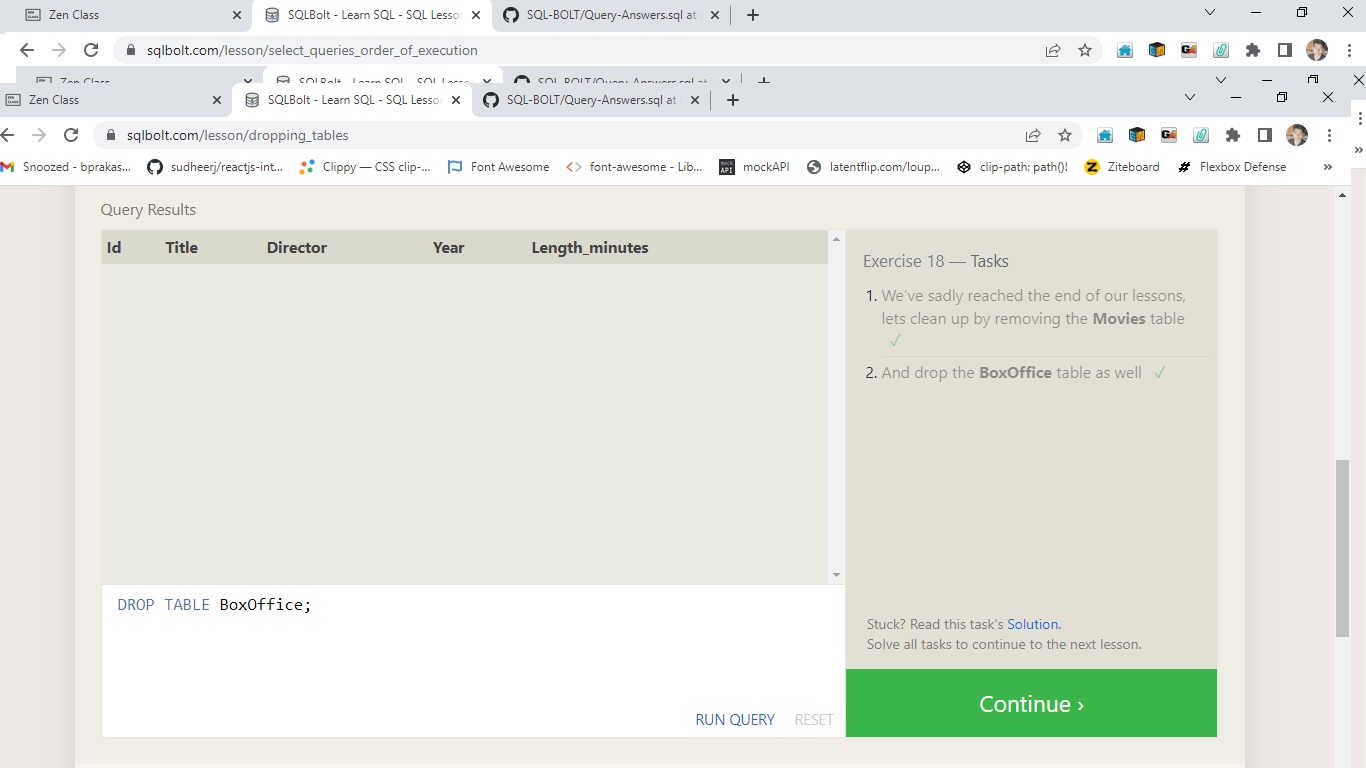 Zen Class
SQLBolt - Learn SQL - SQL Lesso
SQL-BOLT/Query-Answers.sql at
sqlbolt.com/lesson/select_queries_order_of_execution
Zen Class
SQLBolt - Learn SQL - SQL Lesso
SQL-BOLT/Query-Answers.sql at
Zen Class
SQLBolt - Learn SQL - SQL Lesson
SQL-BOLT/Query-Answers.sql at
sqlbolt.com/lesson/dropping_tables
Snoozed - bprakas...
sudheerj/reactjs-int...
Clippy — CSS clip-...
Font Awesome
font-awesome - Lib...
mockAPI
latentflip.com/loup...
clip-path: path()!
Ziteboard
Flexbox Defense
Query Results
Id Title Director Year Length_minutes
Exercise 18 — Tasks
1. We've sadly reached the end of our lessons,
lets clean up by removing the Movies table
✓
2. And drop the BoxOffice table as well ✓
DROP TABLE BoxOffice;
Stuck? Read this task's Solution.
Solve all tasks to continue to the next lesson.
RUN QUERY RESET
Continue ›